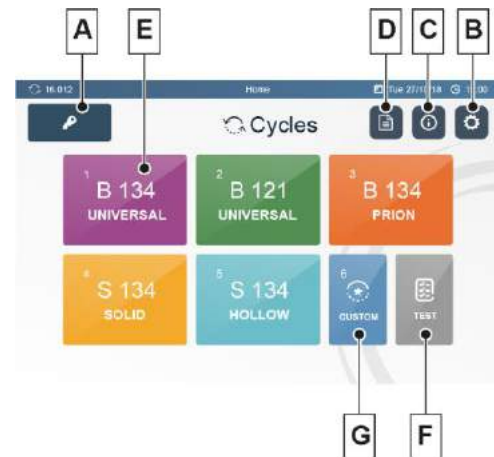 A
E
D
C
B
16.012
Home
Tue 27/10/18
Cycles
1
B 134
UNIVERSAL
2
B 121
UNIVERSAL
3
B 134
PRION
4
S 134
SOLID
5
S 134
HOLLOW
6
CUSTOM
TEST
G
F